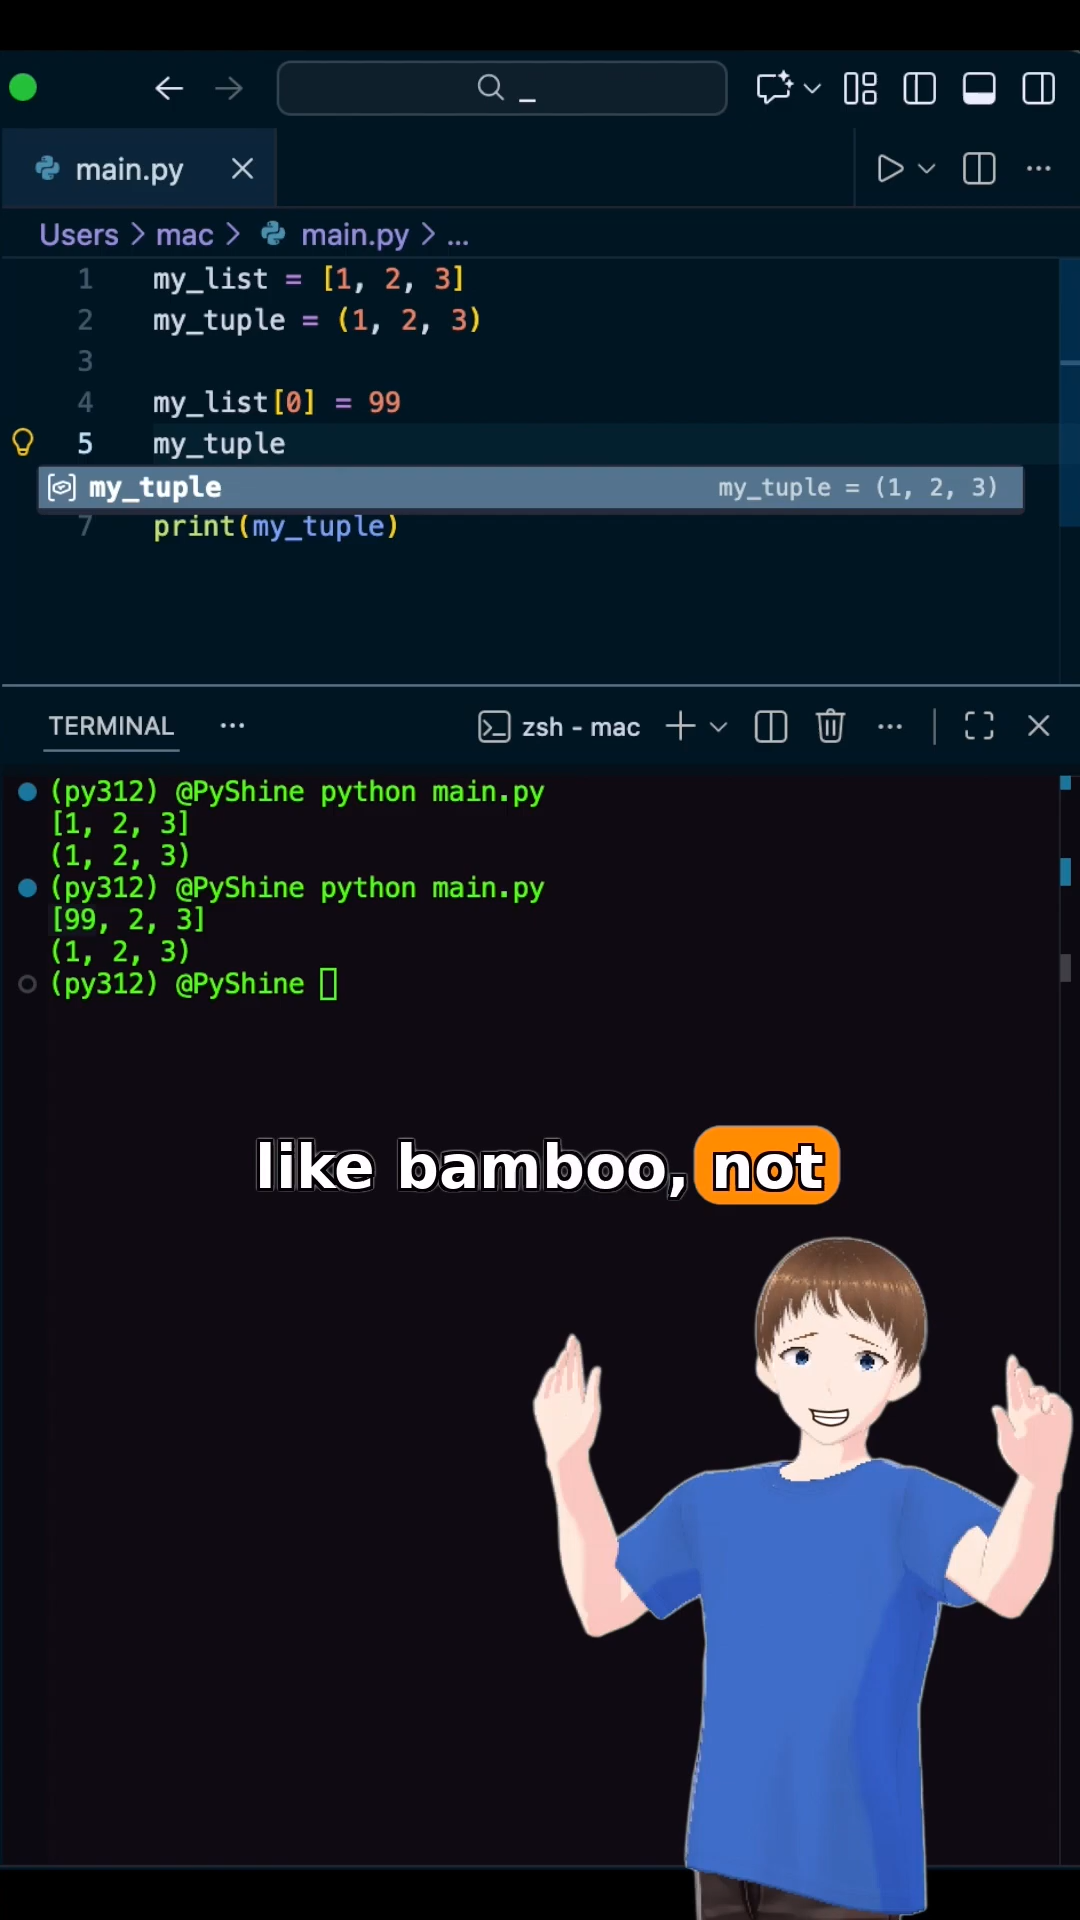 _
main.py
Users > mac > main.py > ...
1 my_list = [1, 2, 3]
2 my_tuple = (1, 2, 3)
3
4 my_list[0] = 99
5 my_tuple
my_tuple my_tuple = (1, 2, 3)
7 print(my_tuple)
TERMINAL ... zsh - mac
(py312) @PyShine python main.py
[1, 2, 3]
(1, 2, 3)
(py312) @PyShine python main.py
[99, 2, 3]
(1, 2, 3)
(py312) @PyShine
like bamboo, not